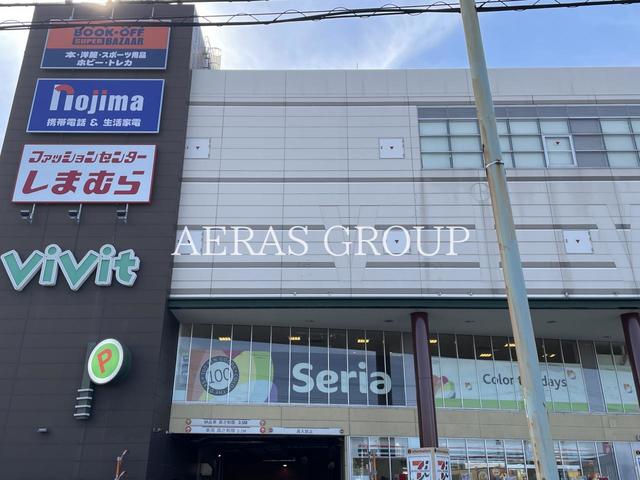 BOOK-OFF
SUPER BAZAAR
本・洋服・スポーツ用品
ホビー・トレカ
nojima
携帯電話 & 生活家電
ファッションセンター
しまむら
AERAS GROUP
ViVit
P
100
Seria
Color the days